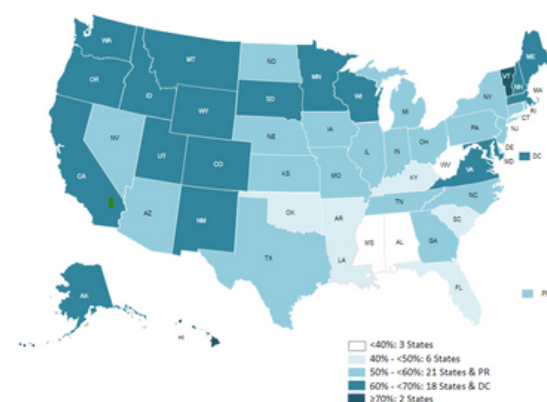 WA
MT
ND
MN
ME
OR
ID
SD
WI
VT
NH
MA
WY
MI
NY
RI
CT
NV
NE
IA
PA
NJ
UT
CO
IL
IN
OH
DE
MD
DC
CA
KS
MO
WV
VA
KY
AZ
NM
OK
AR
TN
NC
SC
TX
LA
MS
AL
GA
FL
AK
HI
<40%: 3 States
40% - <50%: 6 States
50% - <60%: 21 States & PR
60% - <70%: 18 States & DC
≥70%: 2 States